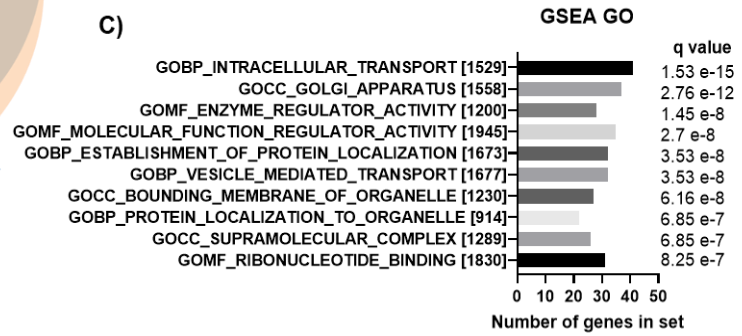 C)
GSEA GO
q value
GOBP_INTRACELLULAR_TRANSPORT [1529] 1.53 e-15
GOCC_GOLGI_APPARATUS [1558] 2.76 e-12
GOMF_ENZYME_REGULATOR_ACTIVITY [1200] 1.45 e-8
GOMF_MOLECULAR_FUNCTION_REGULATOR_ACTIVITY [1945] 2.7 e-8
GOBP_ESTABLISHMENT_OF_PROTEIN_LOCALIZATION [1673] 3.53 e-8
GOBP_VESICLE_MEDIATED_TRANSPORT [1677] 3.53 e-8
GOCC_BOUNDING_MEMBRANE_OF_ORGANELLE [1230] 6.16 e-8
GOBP_PROTEIN_LOCALIZATION_TO_ORGANELLE [914] 6.85 e-7
GOCC_SUPRAMOLECULAR_COMPLEX [1289] 6.85 e-7
GOMF_RIBONUCLEOTIDE_BINDING [1830] 8.25 e-7
0 10 20 30 40 50
Number of genes in set